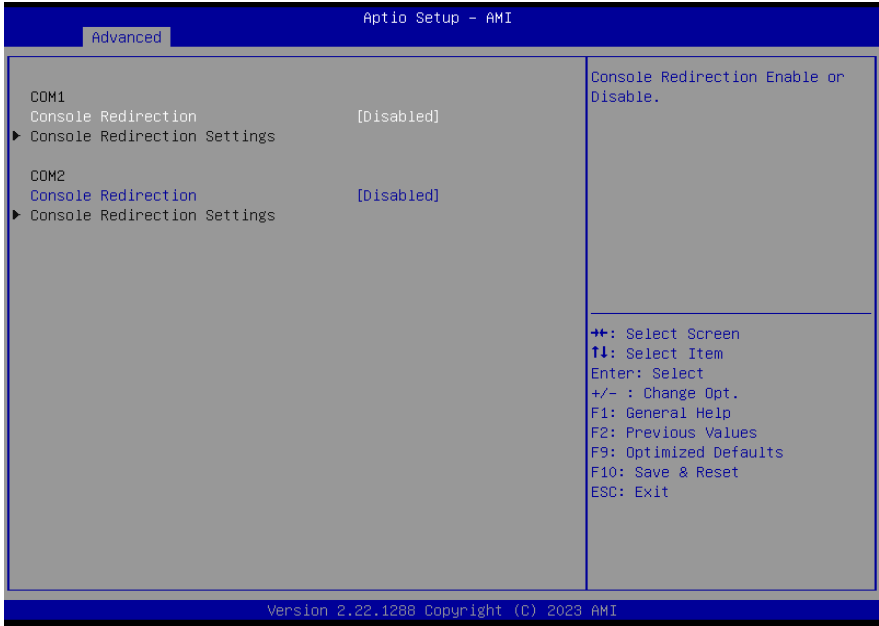 Aptio Setup – AMI
Advanced
COM1
Console Redirection [Disabled]
Console Redirection Settings
COM2
Console Redirection [Disabled]
Console Redirection Settings
Console Redirection Enable or
Disable.
→←: Select Screen
↑↓: Select Item
Enter: Select
+/- : Change Opt.
F1: General Help
F2: Previous Values
F9: Optimized Defaults
F10: Save & Reset
ESC: Exit
Version 2.22.1288 Copyright (C) 2023 AMI